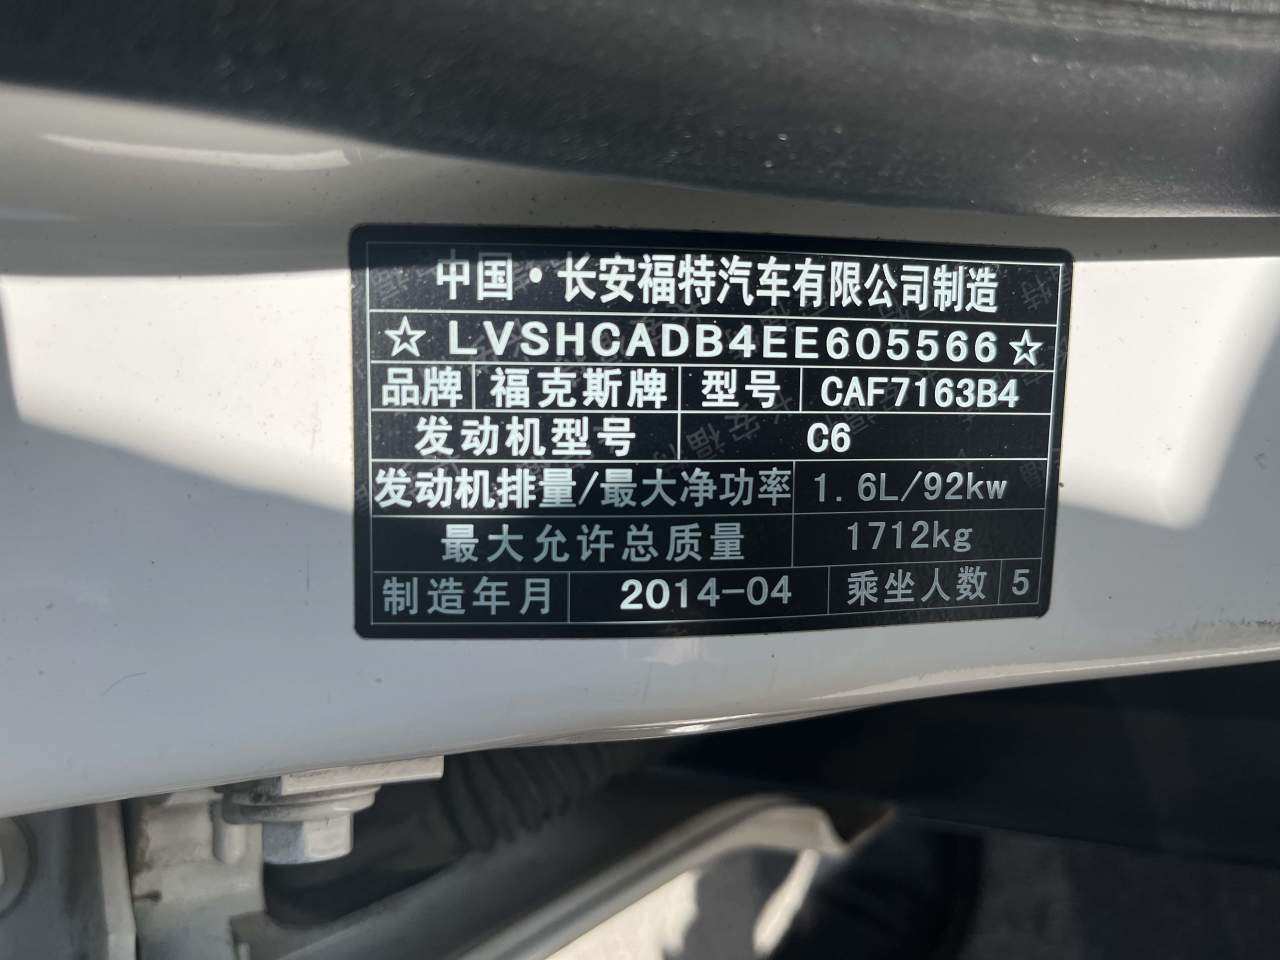 中国·长安福特汽车有限公司制造
☆LVSHCADB4EE605566☆
品牌 福克斯牌 型号 CAF7163B4
发动机型号 C6
发动机排量/最大净功率 1.6L/92kw
最大允许总质量 1712kg
制造年月 2014-04 乘坐人数 5